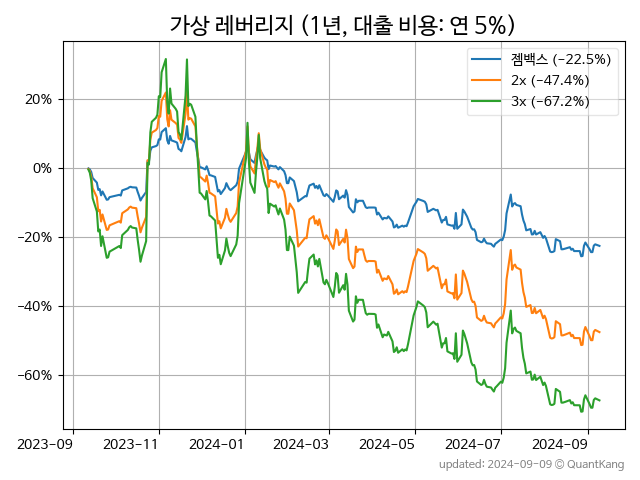 가상 레버리지 (1년, 대출 비용: 연 5%)
젬백스 (-22.5%)
2x (-47.4%)
3x (-67.2%)
20%
0%
-20%
-40%
-60%
2023-09 2023-11 2024-01 2024-03 2024-05 2024-07 2024-09
updated: 2024-09-09 © QuantKang